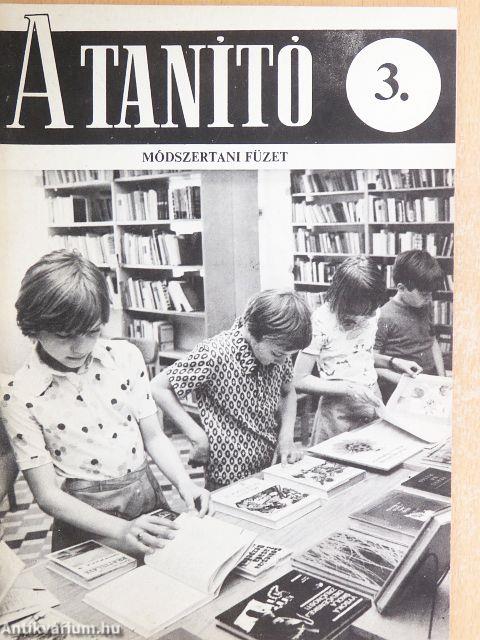 A TANÍTÓ
3.
MÓDSZERTANI FÜZET
Antikvarium.hu